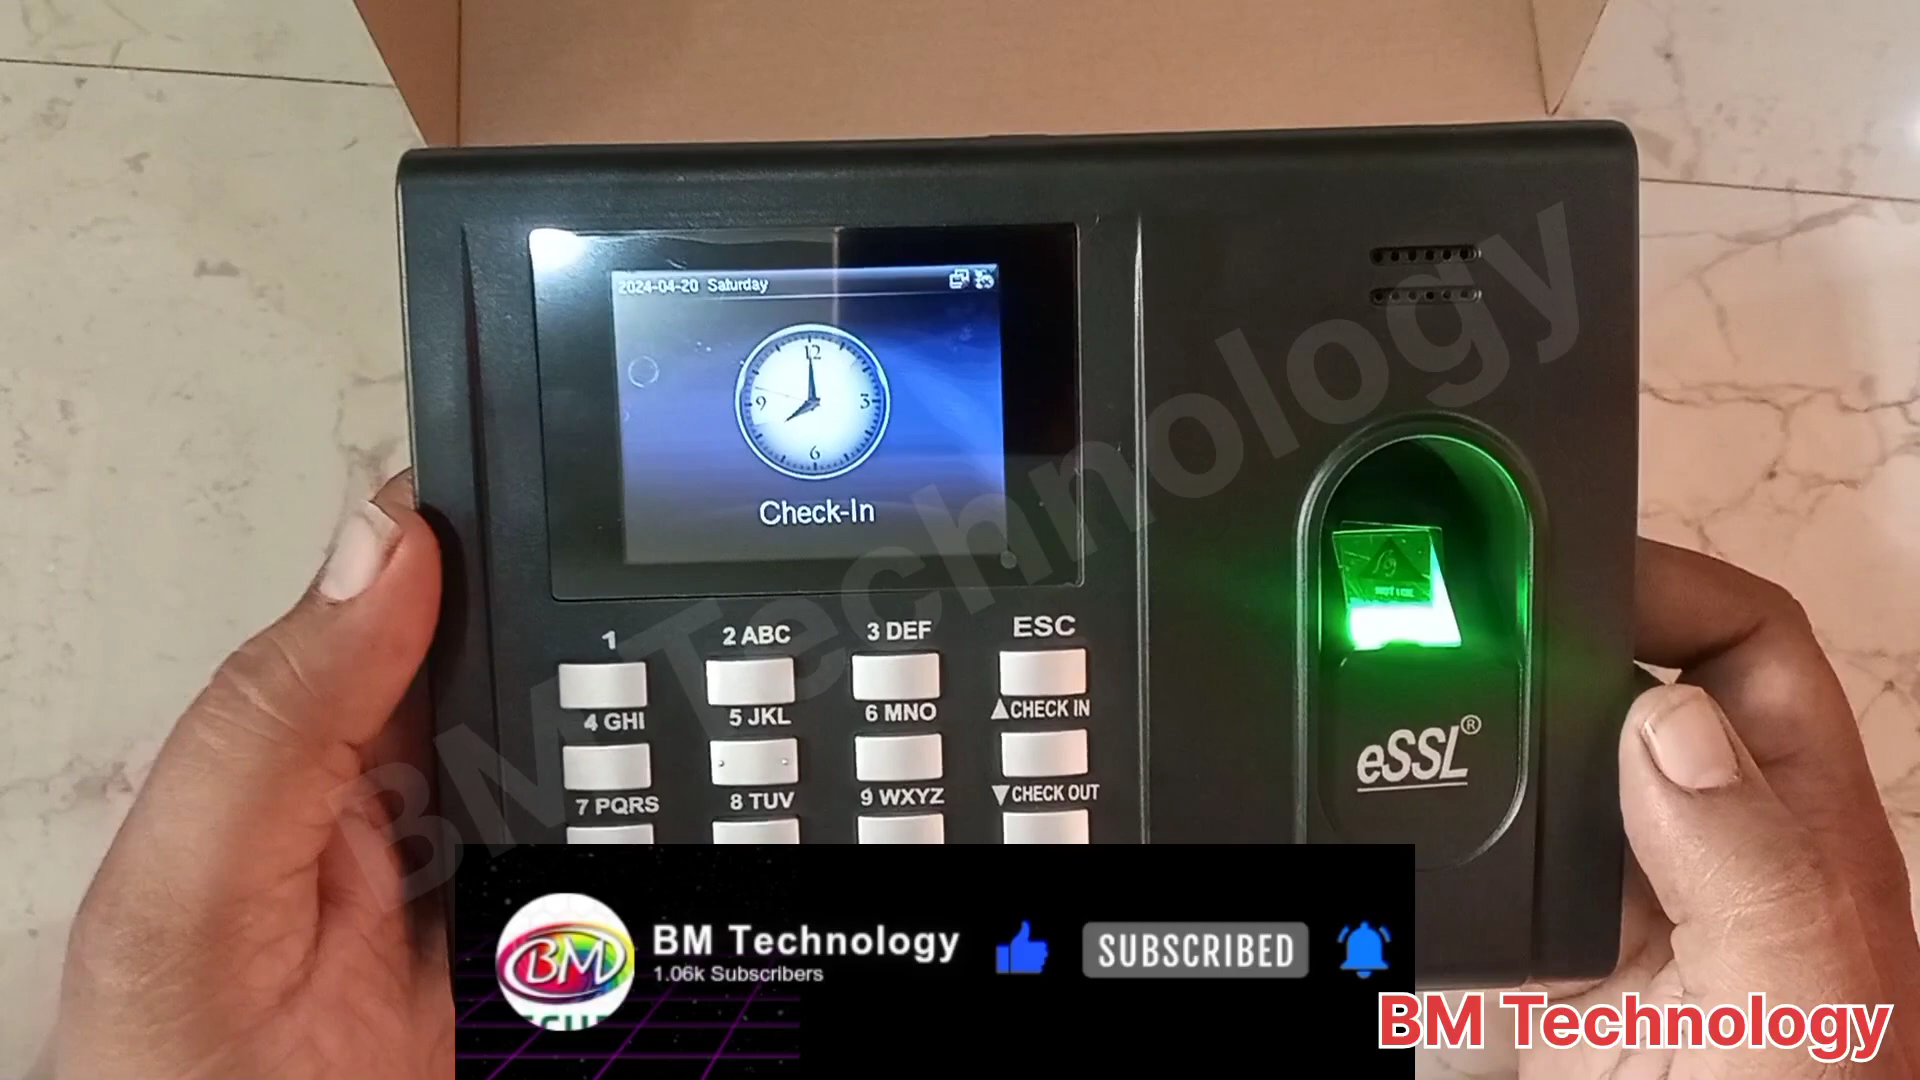 2024-04-20 Saturday
12
9
3
6
Check-In
1
2 ABC
3 DEF
ESC
4 GHI
5 JKL
6 MNO
▲CHECK IN
7 PQRS
8 TUV
9 WXYZ
▼CHECK OUT
eSSL®
BM Technology
BM
BM Technology
1.06k Subscribers
SUBSCRIBED
BM Technology